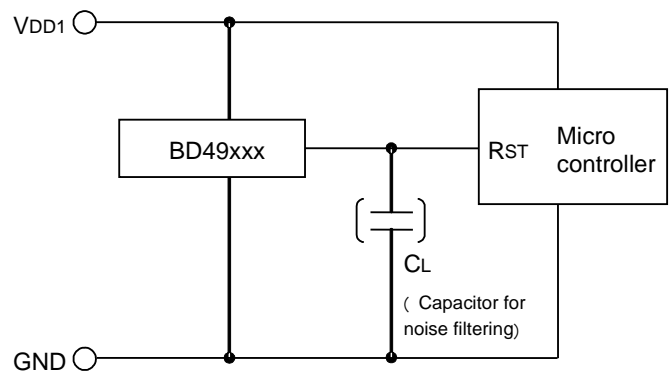 VDD1
BD49xxx
RST
Micro
controller
CL
( Capacitor for
noise filtering)
GND